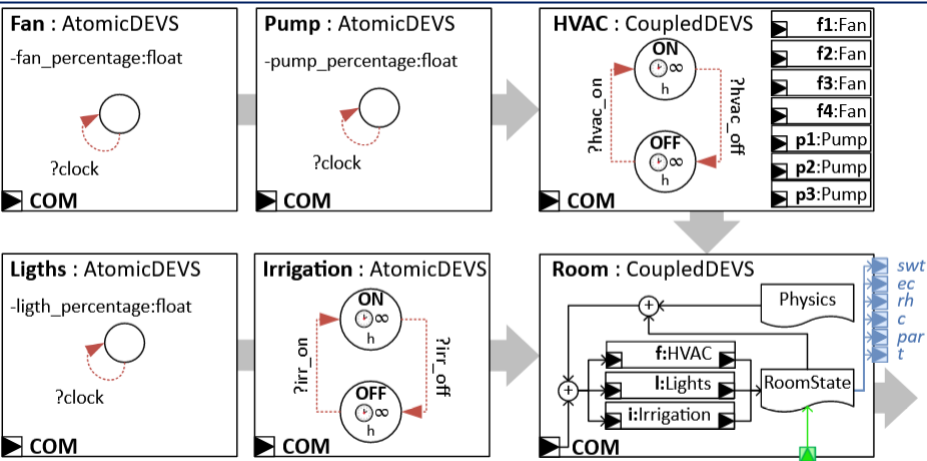 Fan : AtomicDEVS
-fan_percentage:float
?clock
COM
Pump : AtomicDEVS
-pump_percentage:float
?clock
COM
HVAC : CoupledDEVS
ON
∞
h
?hvac_on
?hvac_off
OFF
∞
h
COM
f1:Fan
f2:Fan
f3:Fan
f4:Fan
p1:Pump
p2:Pump
p3:Pump
Ligths : AtomicDEVS
-ligth_percentage:float
?clock
COM
Irrigation : AtomicDEVS
ON
∞
h
?irr_on
?irr_off
OFF
∞
h
COM
Room : CoupledDEVS
+
Physics
f:HVAC
+
l:Lights
RoomState
i:Irrigation
COM
swt
ec
rh
c
par
t